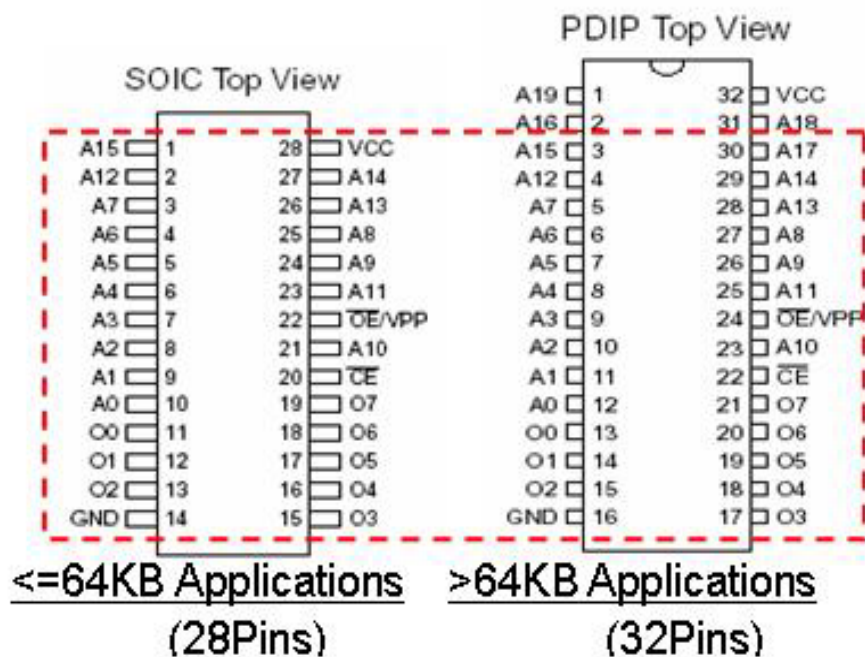 PDIP Top View
SOIC Top View
A19 1 32 VCC
A16 2 31 A18
A15 1 28 VCC A15 3 30 A17
A12 2 27 A14 A12 4 29 A14
A7 3 26 A13 A7 5 28 A13
A6 4 25 A8 A6 6 27 A8
A5 5 24 A9 A5 7 26 A9
A4 6 23 A11 A4 8 25 A11
A3 7 22 OE/VPP A3 9 24 OE/VPP
A2 8 21 A10 A2 10 23 A10
A1 9 20 CE A1 11 22 CE
A0 10 19 O7 A0 12 21 O7
O0 11 18 O6 O0 13 20 O6
O1 12 17 O5 O1 14 19 O5
O2 13 16 O4 O2 15 18 O4
GND 14 15 O3 GND 16 17 O3
<=64KB Applications >64KB Applications
(28Pins) (32Pins)